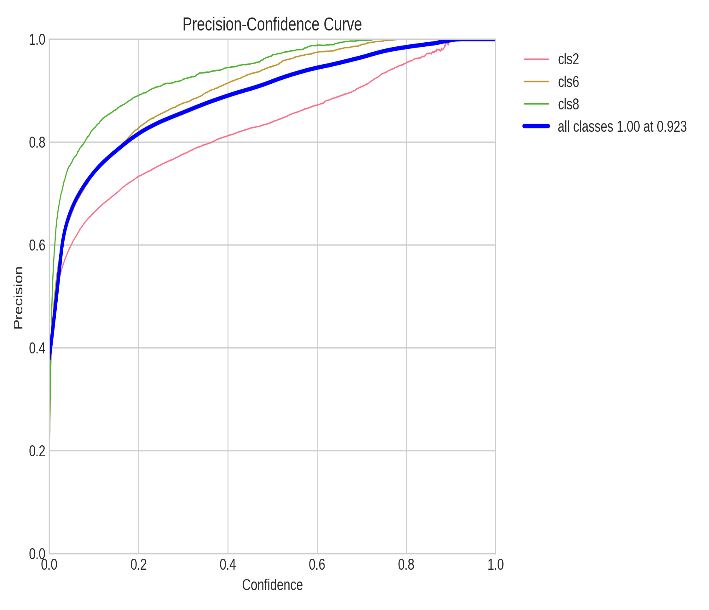 Precision-Confidence Curve
1.0
0.8
0.6
0.4
0.2
0.0
Precision
0.0 0.2 0.4 0.6 0.8 1.0
Confidence
cls2
cls6
cls8
all classes 1.00 at 0.923